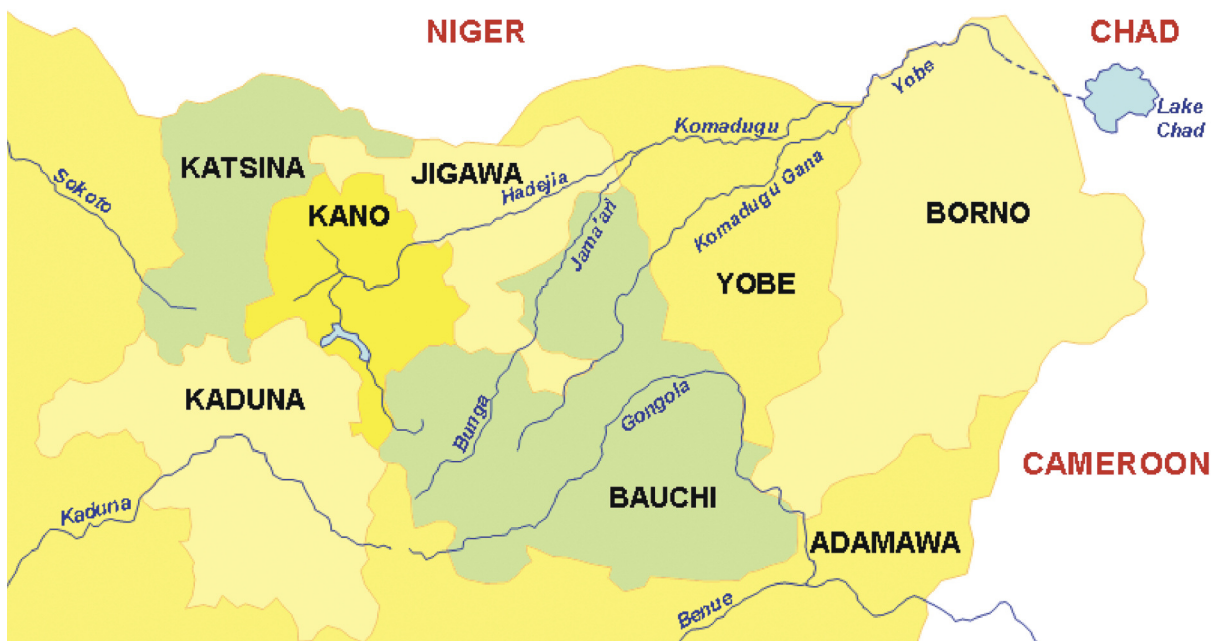 NIGER
CHAD
Yobe
Lake
Chad
Komadugu
KATSINA
JIGAWA
Sokoto
Hadejia
Komadugu Gana
KANO
BORNO
Jama'ari
YOBE
KADUNA
Gongola
Bunga
CAMEROON
Kaduna
BAUCHI
ADAMAWA
Benue